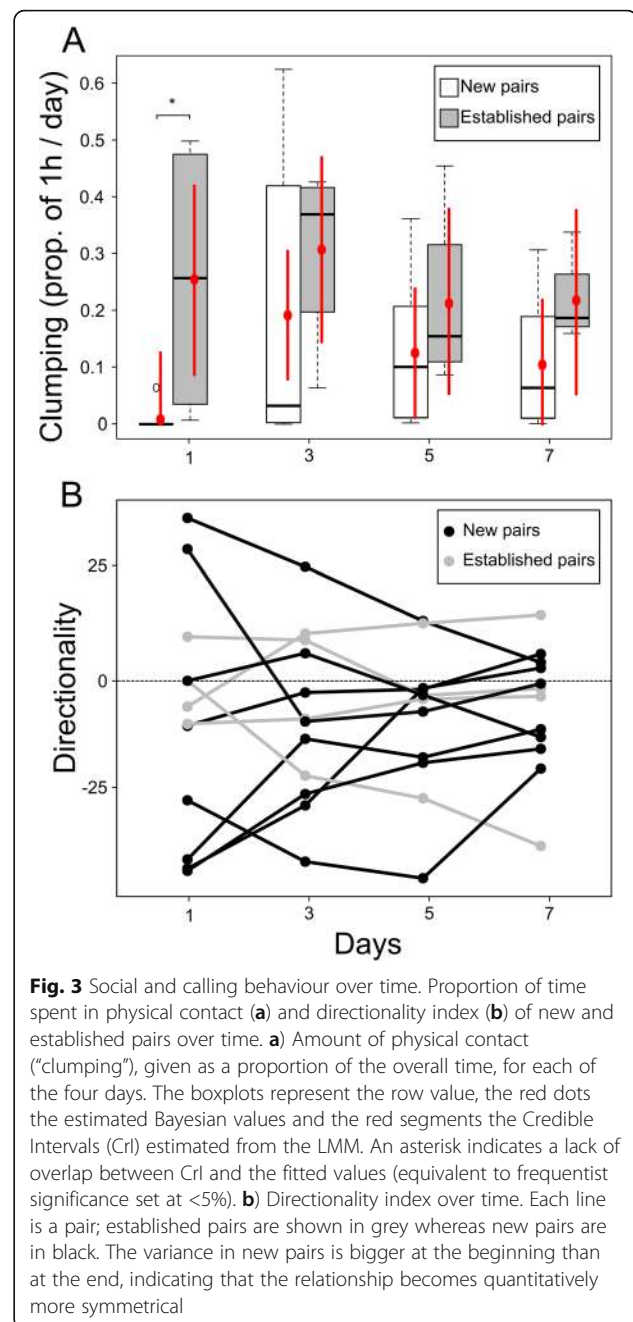 A
Clumping (prop. of 1h / day)
0.6
0.5
0.4
0.3
0.2
0.1
0
*
New pairs
Established pairs
1
3
5
7
B
Directionality
25
0
-25
New pairs
Established pairs
1
3
5
7
Days
Fig. 3 Social and calling behaviour over time. Proportion of time
spent in physical contact (a) and directionality index (b) of new and
established pairs over time. a) Amount of physical contact
(“clumping”), given as a proportion of the overall time, for each of
the four days. The boxplots represent the row value, the red dots
the estimated Bayesian values and the red segments the Credible
Intervals (CrI) estimated from the LMM. An asterisk indicates a lack of
overlap between CrI and the fitted values (equivalent to frequentist
significance set at <5%). b) Directionality index over time. Each line
is a pair; established pairs are shown in grey whereas new pairs are
in black. The variance in new pairs is bigger at the beginning than
at the end, indicating that the relationship becomes quantitatively
more symmetrical